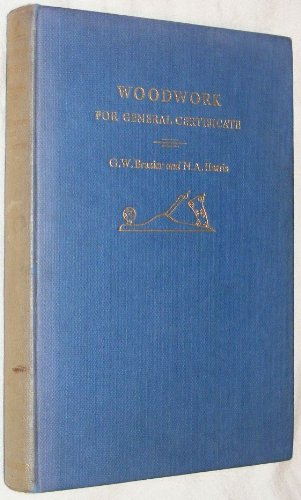 WOODWORK
FOR GENERAL CERTIFICATE
G.W. Brazier and N.A. Harris